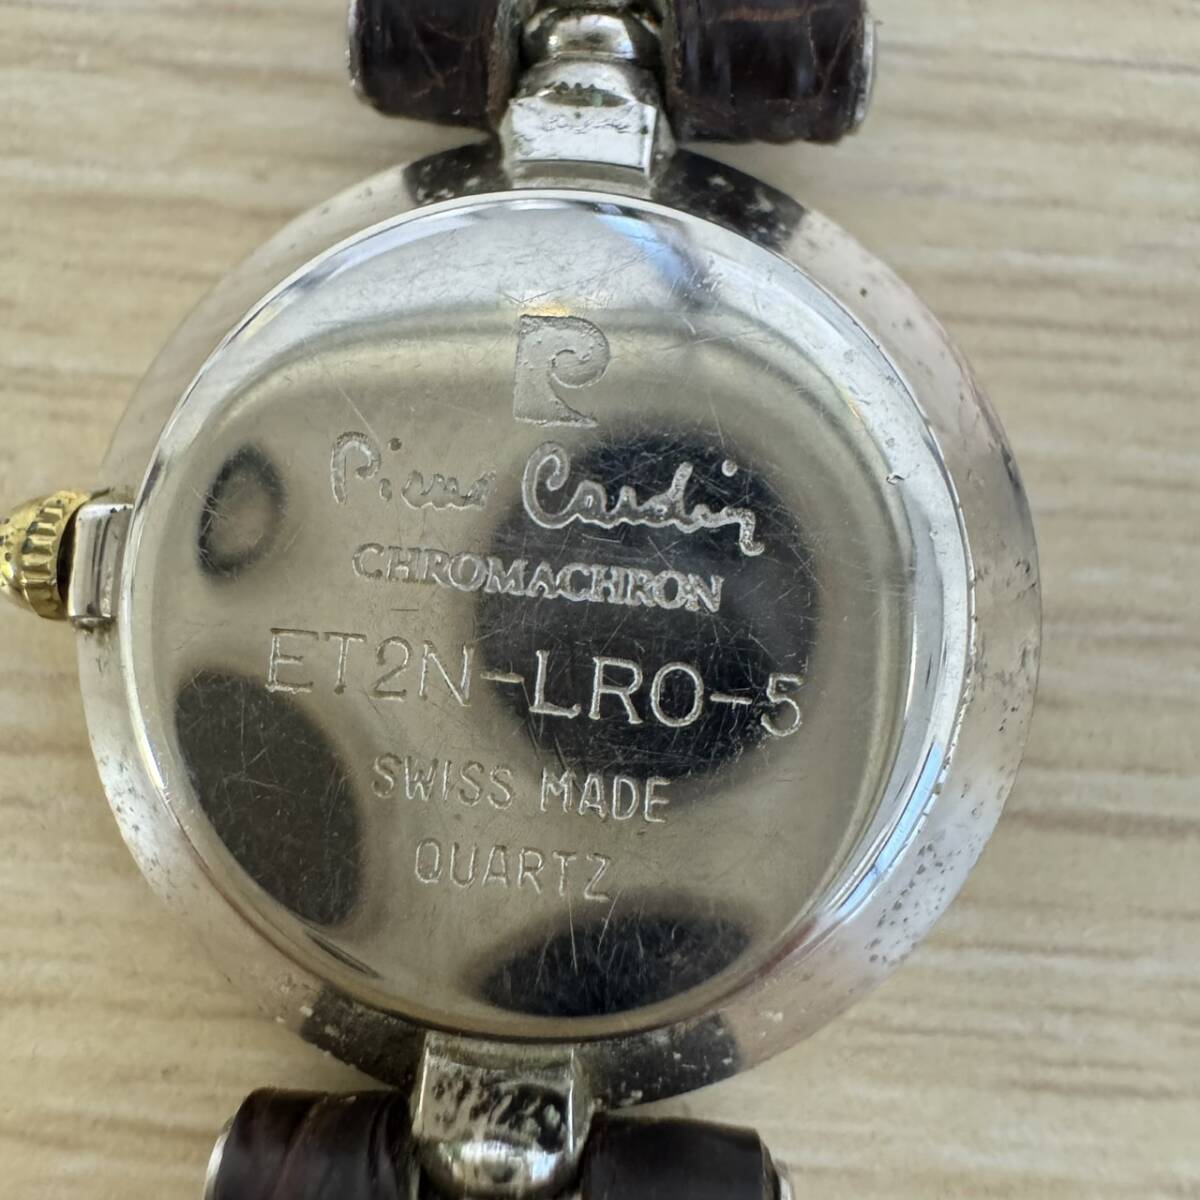 P
Pierre Cardin
CHROMACHRON
ET2N-LRO-5
SWISS MADE
QUARTZ